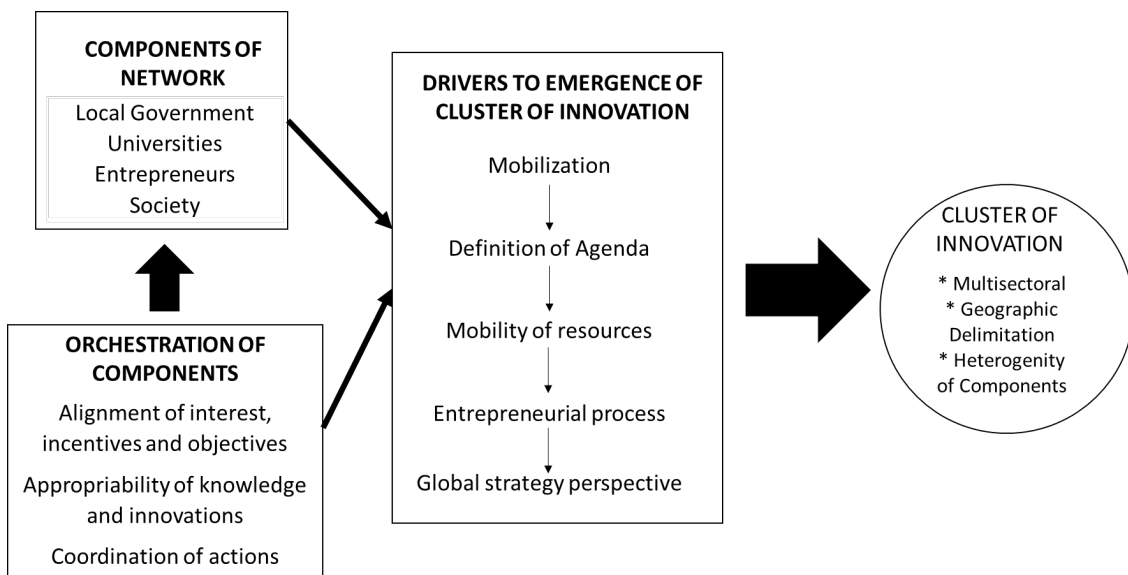 COMPONENTS OF
NETWORK
Local Government
Universities
Entrepreneurs
Society
ORCHESTRATION OF
COMPONENTS
Alignment of interest,
incentives and objectives
Appropriability of knowledge
and innovations
Coordination of actions
DRIVERS TO EMERGENCE OF
CLUSTER OF INNOVATION
Mobilization
Definition of Agenda
Mobility of resources
Entrepreneurial process
Global strategy perspective
CLUSTER OF
INNOVATION
* Multisectoral
* Geographic
Delimitation
* Heterogenity
of Components